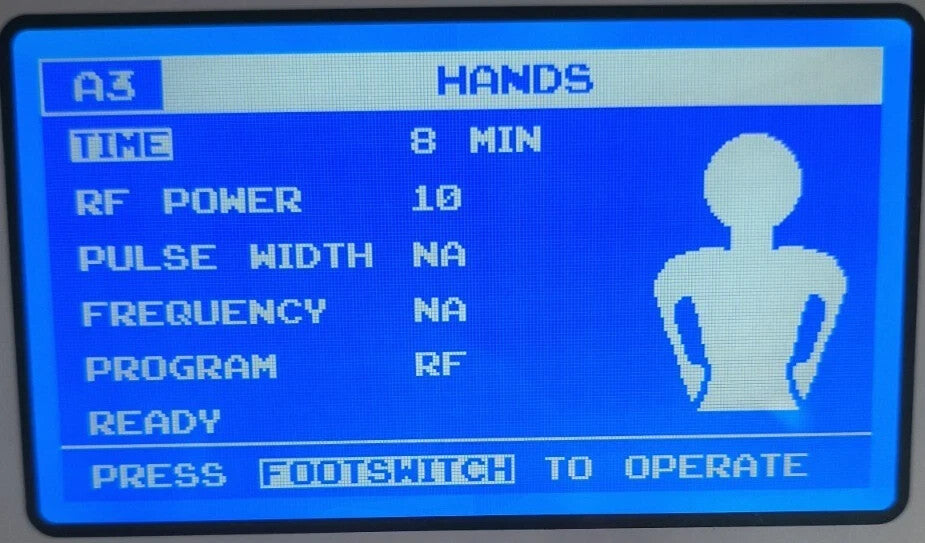 A3 HANDS
TIME 8 MIN
RF POWER 10
PULSE WIDTH NA
FREQUENCY NA
PROGRAM RF
READY
PRESS FOOTSWITCH TO OPERATE